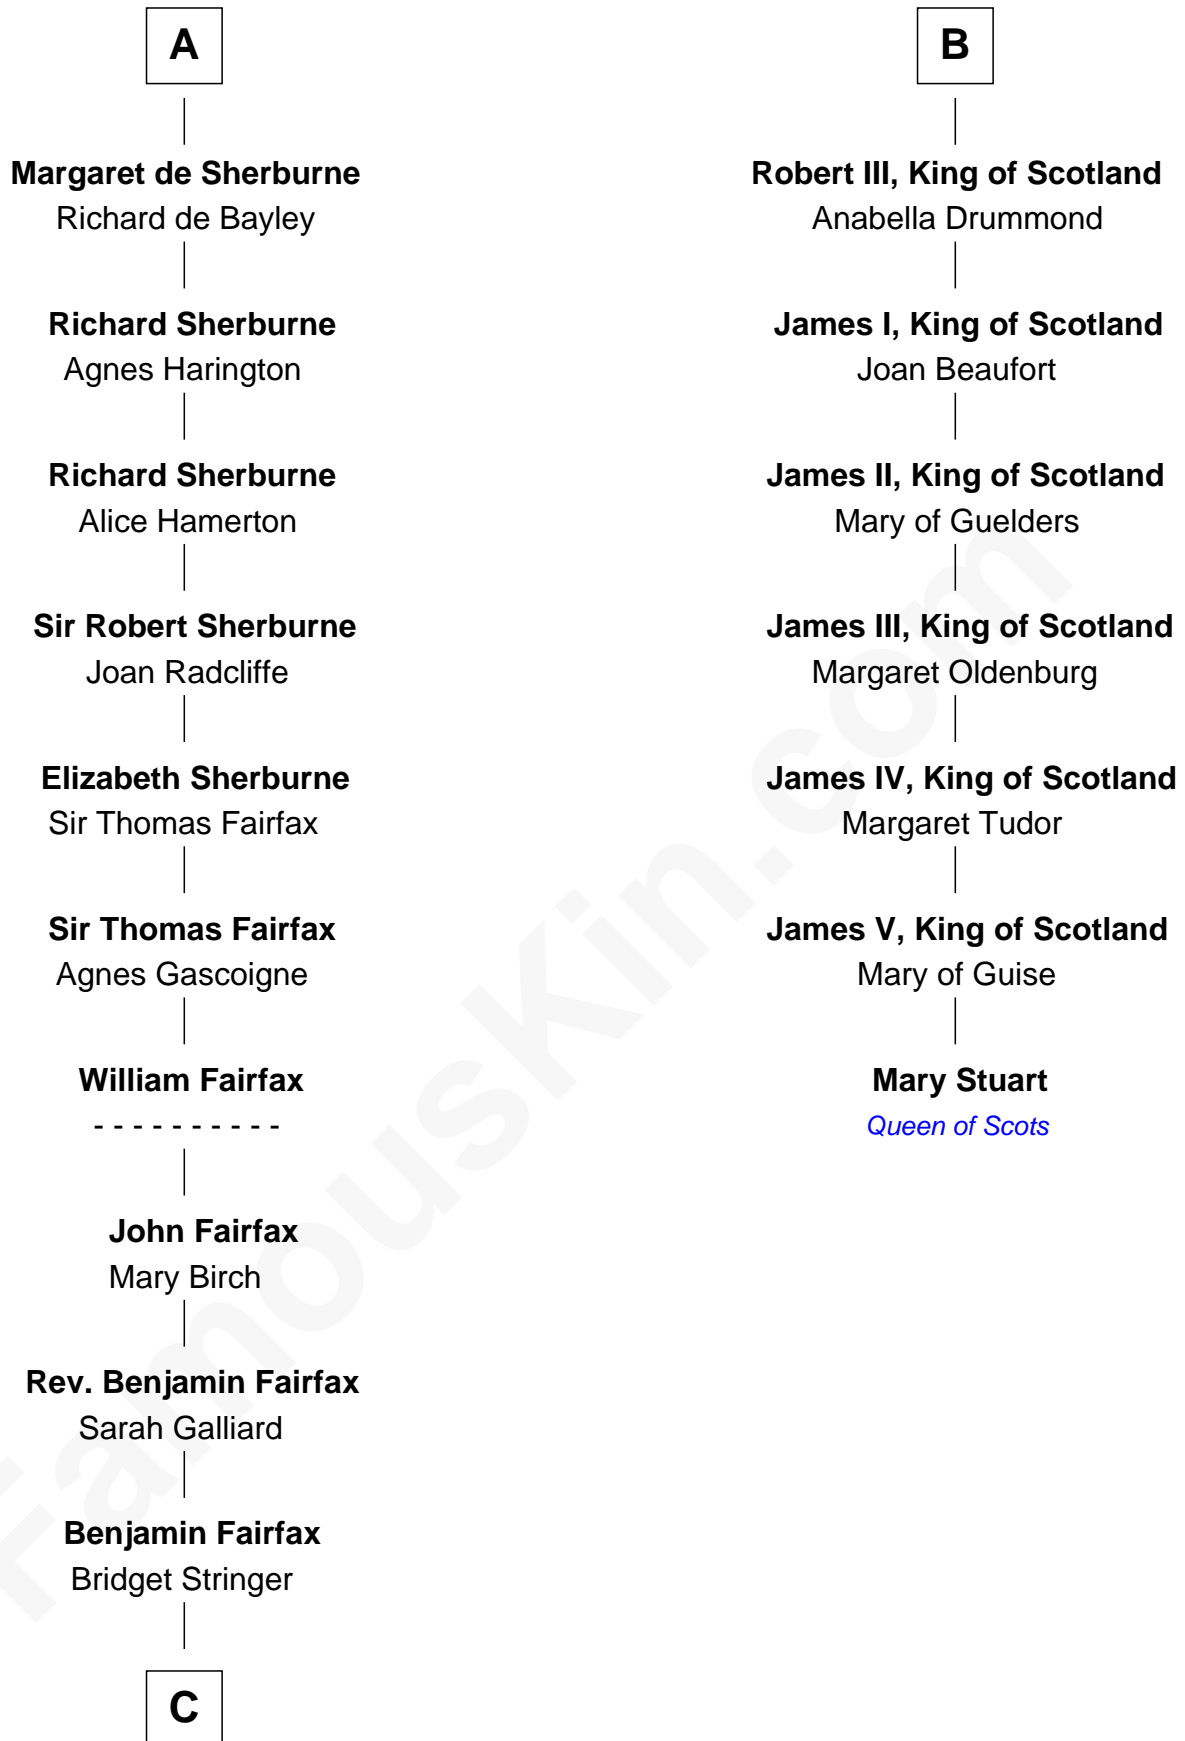 A
Margaret de Sherburne
Richard de Bayley
Richard Sherburne
Agnes Harington
Richard Sherburne
Alice Hamerton
Sir Robert Sherburne
Joan Radcliffe
Elizabeth Sherburne
Sir Thomas Fairfax
Sir Thomas Fairfax
Agnes Gascoigne
William Fairfax
- - - - - - - - - -
John Fairfax
Mary Birch
Rev. Benjamin Fairfax
Sarah Galliard
Benjamin Fairfax
Bridget Stringer
C
B
Robert III, King of Scotland
Anabella Drummond
James I, King of Scotland
Joan Beaufort
James II, King of Scotland
Mary of Guelders
James III, King of Scotland
Margaret Oldenburg
James IV, King of Scotland
Margaret Tudor
James V, King of Scotland
Mary of Guise
Mary Stuart
Queen of Scots
FamousKin.com